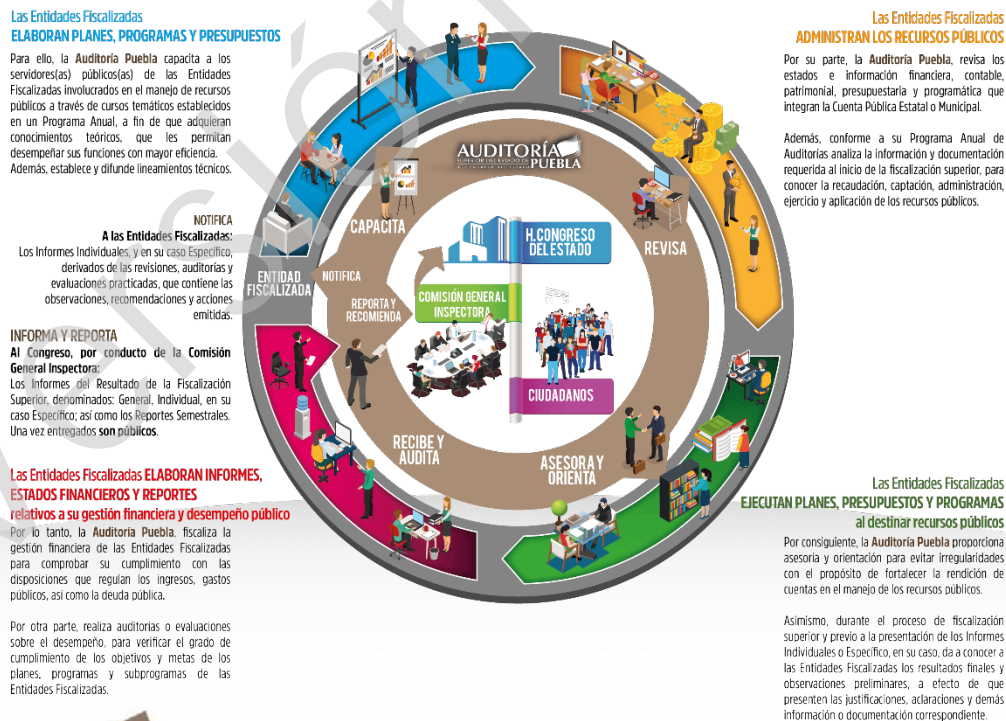 Las Entidades Fiscalizadas
ELABORAN PLANES, PROGRAMAS Y PRESUPUESTOS
Para ello, la Auditoría Puebla capacita a los
servidores(as) públicos(as) de las Entidades
Fiscalizadas involucrados en el manejo de recursos
públicos a través de cursos temáticos establecidos
en un Programa Anual, a fin de que adquieran
conocimientos teóricos, que les permitan
desempeñar sus funciones con mayor eficiencia.
Además, establece y difunde lineamientos técnicos.
NOTIFICA
A las Entidades Fiscalizadas:
Los Informes Individuales, y en su caso Específico,
derivados de las revisiones, auditorías y
evaluaciones practicadas, que contiene las
observaciones, recomendaciones y acciones
emitidas.
INFORMA Y REPORTA
Al Congreso, por conducto de la Comisión
General Inspectora:
Los Informes del Resultado de la Fiscalización
Superior, denominados: General, Individual, en su
caso Específico; así como los Reportes Semestrales.
Una vez entregados son públicos.
Las Entidades Fiscalizadas ELABORAN INFORMES,
ESTADOS FINANCIEROS Y REPORTES
relativos a su gestión financiera y desempeño público
Por lo tanto, la Auditoría Puebla, fiscaliza la
gestión financiera de las Entidades Fiscalizadas
para comprobar su cumplimiento con las
disposiciones que regulan los ingresos, gastos
públicos, así como la deuda pública.
Por otra parte, realiza auditorías o evaluaciones
sobre el desempeño, para verificar el grado de
cumplimiento de los objetivos y metas de los
planes, programas y subprogramas de las
Entidades Fiscalizadas.
AUDITORÍA
SUPERIOR DEL ESTADO DE
PUEBLA
CAPACITA
REVISA
ENTIDAD
FISCALIZADA
NOTIFICA
REPORTA Y
RECOMIENDA
H. CONGRESO
DEL ESTADO
COMISIÓN GENERAL
INSPECTORA
CIUDADANOS
RECIBE Y
AUDITA
ASESORA Y
ORIENTA
Las Entidades Fiscalizadas
ADMINISTRAN LOS RECURSOS PÚBLICOS
Por su parte, la Auditoría Puebla, revisa los
estados e información financiera, contable,
patrimonial, presupuestaria y programática que
integran la Cuenta Pública Estatal o Municipal.
Además, conforme a su Programa Anual de
Auditorías analiza la información y documentación
requerida al inicio de la fiscalización superior, para
conocer la recaudación, captación, administración,
ejercicio y aplicación de los recursos públicos.
Las Entidades Fiscalizadas
EJECUTAN PLANES, PRESUPUESTOS Y PROGRAMAS
al destinar recursos públicos
Por consiguiente, la Auditoría Puebla proporciona
asesoría y orientación para evitar irregularidades
con el propósito de fortalecer la rendición de
cuentas en el manejo de los recursos públicos.
Asimismo, durante el proceso de fiscalización
superior y previo a la presentación de los Informes
Individuales o Específico, en su caso, da a conocer a
las Entidades Fiscalizadas los resultados finales y
observaciones preliminares, a efecto de que
presenten las justificaciones, aclaraciones y demás
información o documentación correspondiente.